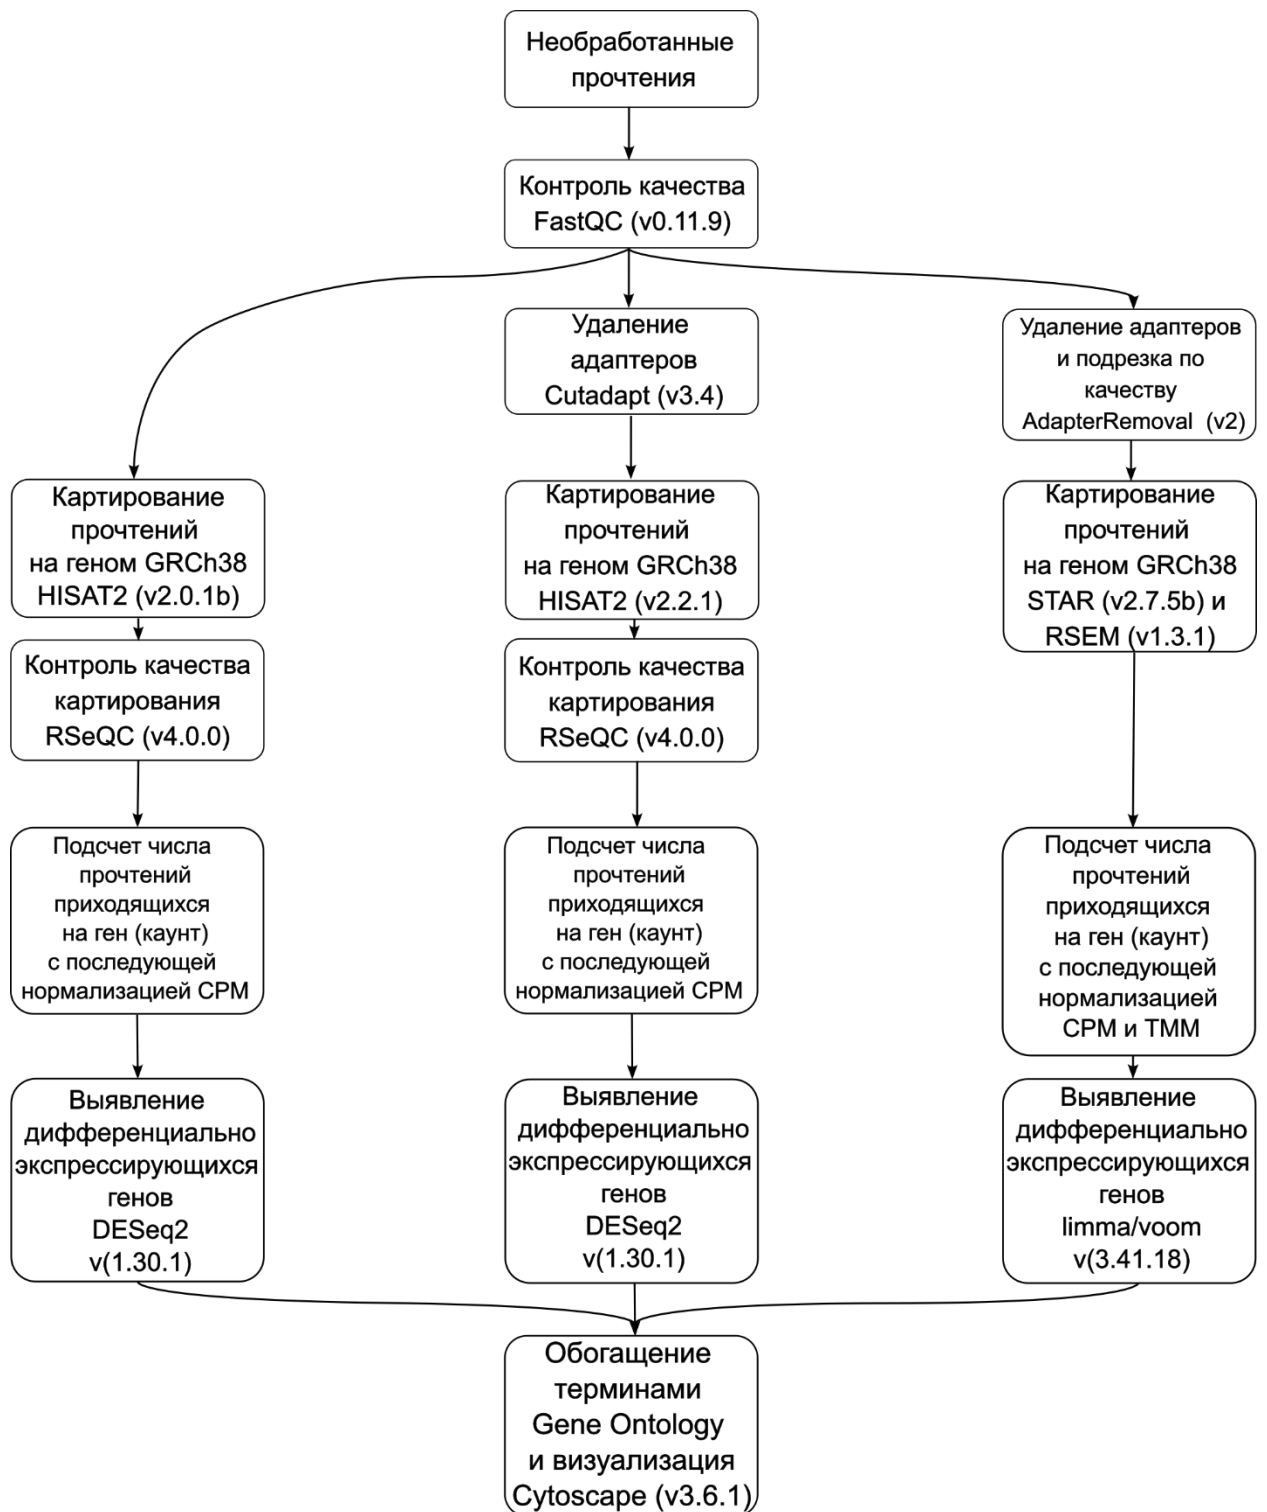 Необработанные
прочтения
Контроль качества
FastQC (v0.11.9)
Удаление
адаптеров
Cutadapt (v3.4)
Удаление адаптеров
и подрезка по
качеству
AdapterRemoval (v2)
Картирование
прочтений
на геном GRCh38
HISAT2 (v2.0.1b)
Картирование
прочтений
на геном GRCh38
HISAT2 (v2.2.1)
Картирование
прочтений
на геном GRCh38
STAR (v2.7.5b) и
RSEM (v1.3.1)
Контроль качества
картирования
RSeQC (v4.0.0)
Контроль качества
картирования
RSeQC (v4.0.0)
Подсчет числа
прочтений
приходящихся
на ген (каунт)
с последующей
нормализацией CPM
Подсчет числа
прочтений
приходящихся
на ген (каунт)
с последующей
нормализацией CPM
Подсчет числа
прочтений
приходящихся
на ген (каунт)
с последующей
нормализацией
CPM и TMM
Выявление
дифференциально
экспрессирующихся
генов
DESeq2
v(1.30.1)
Выявление
дифференциально
экспрессирующихся
генов
DESeq2
v(1.30.1)
Выявление
дифференциально
экспрессирующихся
генов
limma/voom
v(3.41.18)
Обогащение
терминами
Gene Ontology
и визуализация
Cytoscape (v3.6.1)